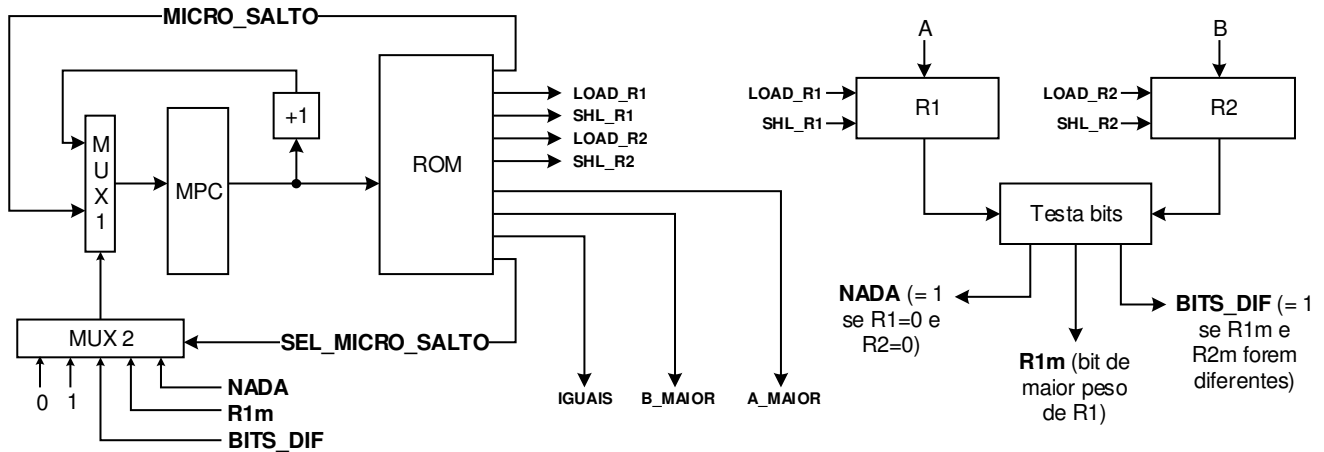 MICRO_SALTO
M
U
X
1
MPC
+1
ROM
LOAD_R1
SHL_R1
LOAD_R2
SHL_R2
MUX 2
SEL_MICRO_SALTO
0
1
NADA
R1m
BITS_DIF
IGUAIS
B_MAIOR
A_MAIOR
A
B
LOAD_R1
SHL_R1
R1
LOAD_R2
SHL_R2
R2
Testa bits
NADA (= 1
se R1=0 e
R2=0)
R1m (bit de
maior peso
de R1)
BITS_DIF (= 1
se R1m e
R2m forem
diferentes)